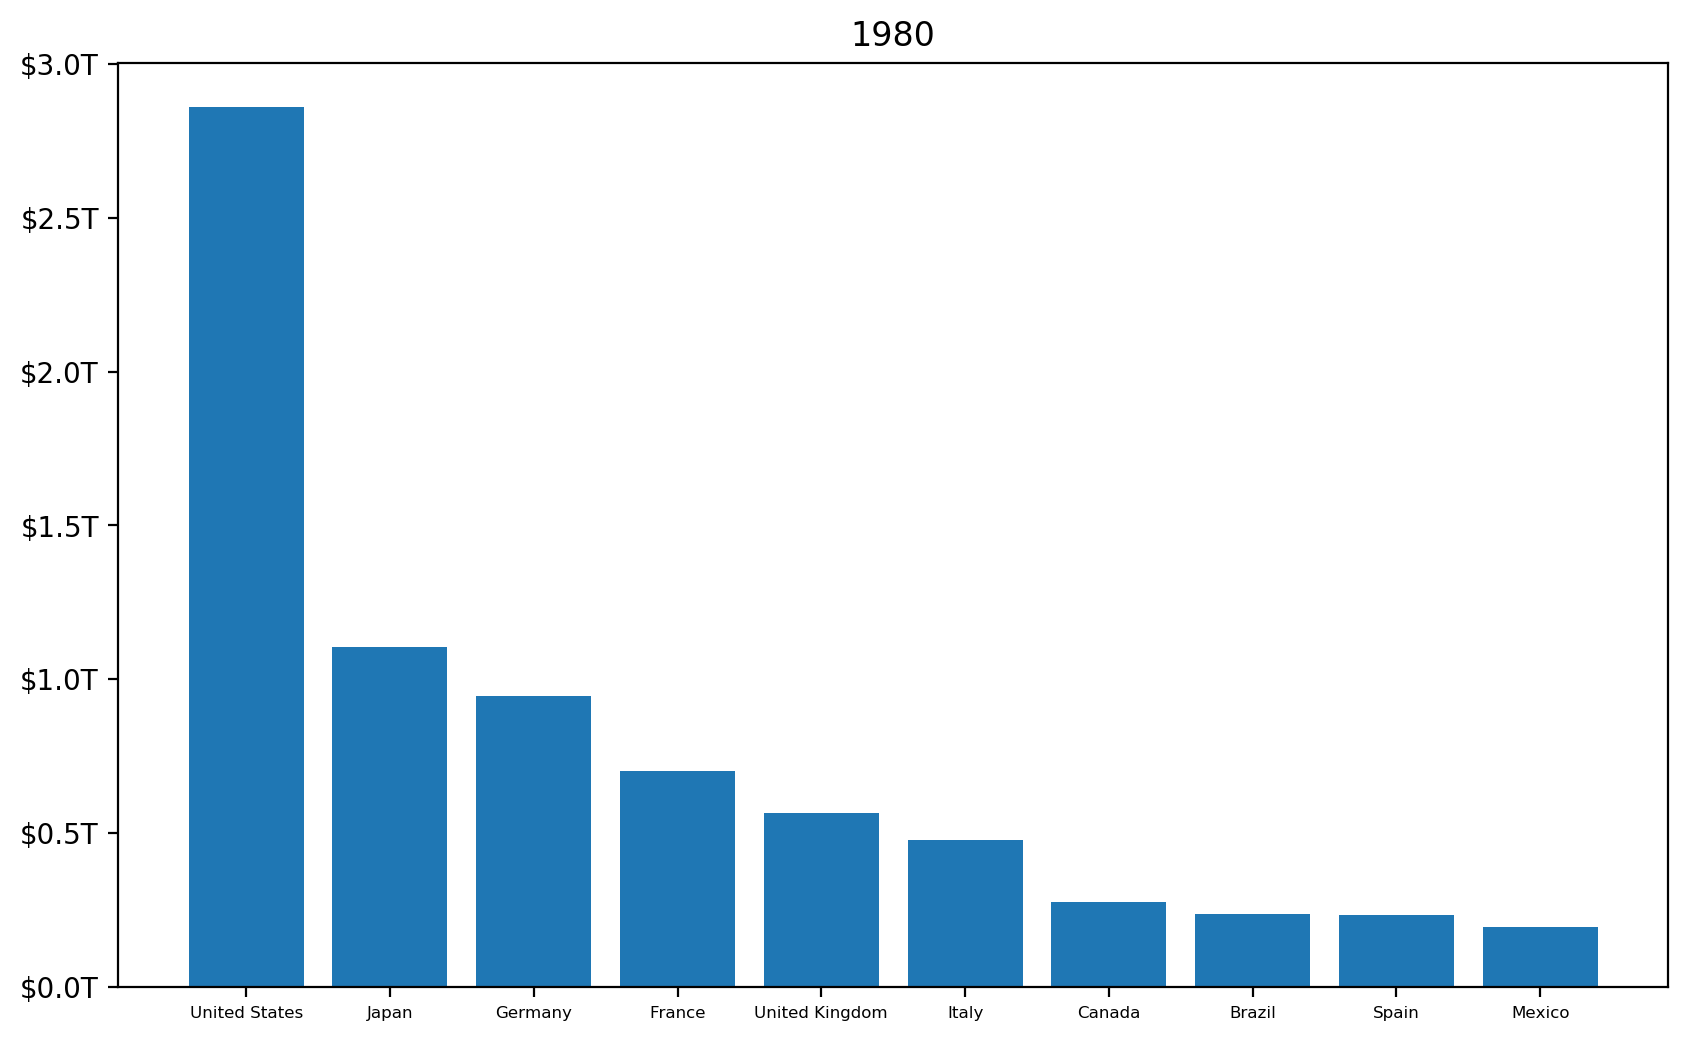 1980
$3.0T
$2.5T
$2.0T
$1.5T
$1.0T
$0.5T
$0.0T
United States Japan Germany France United Kingdom Italy Canada Brazil Spain Mexico